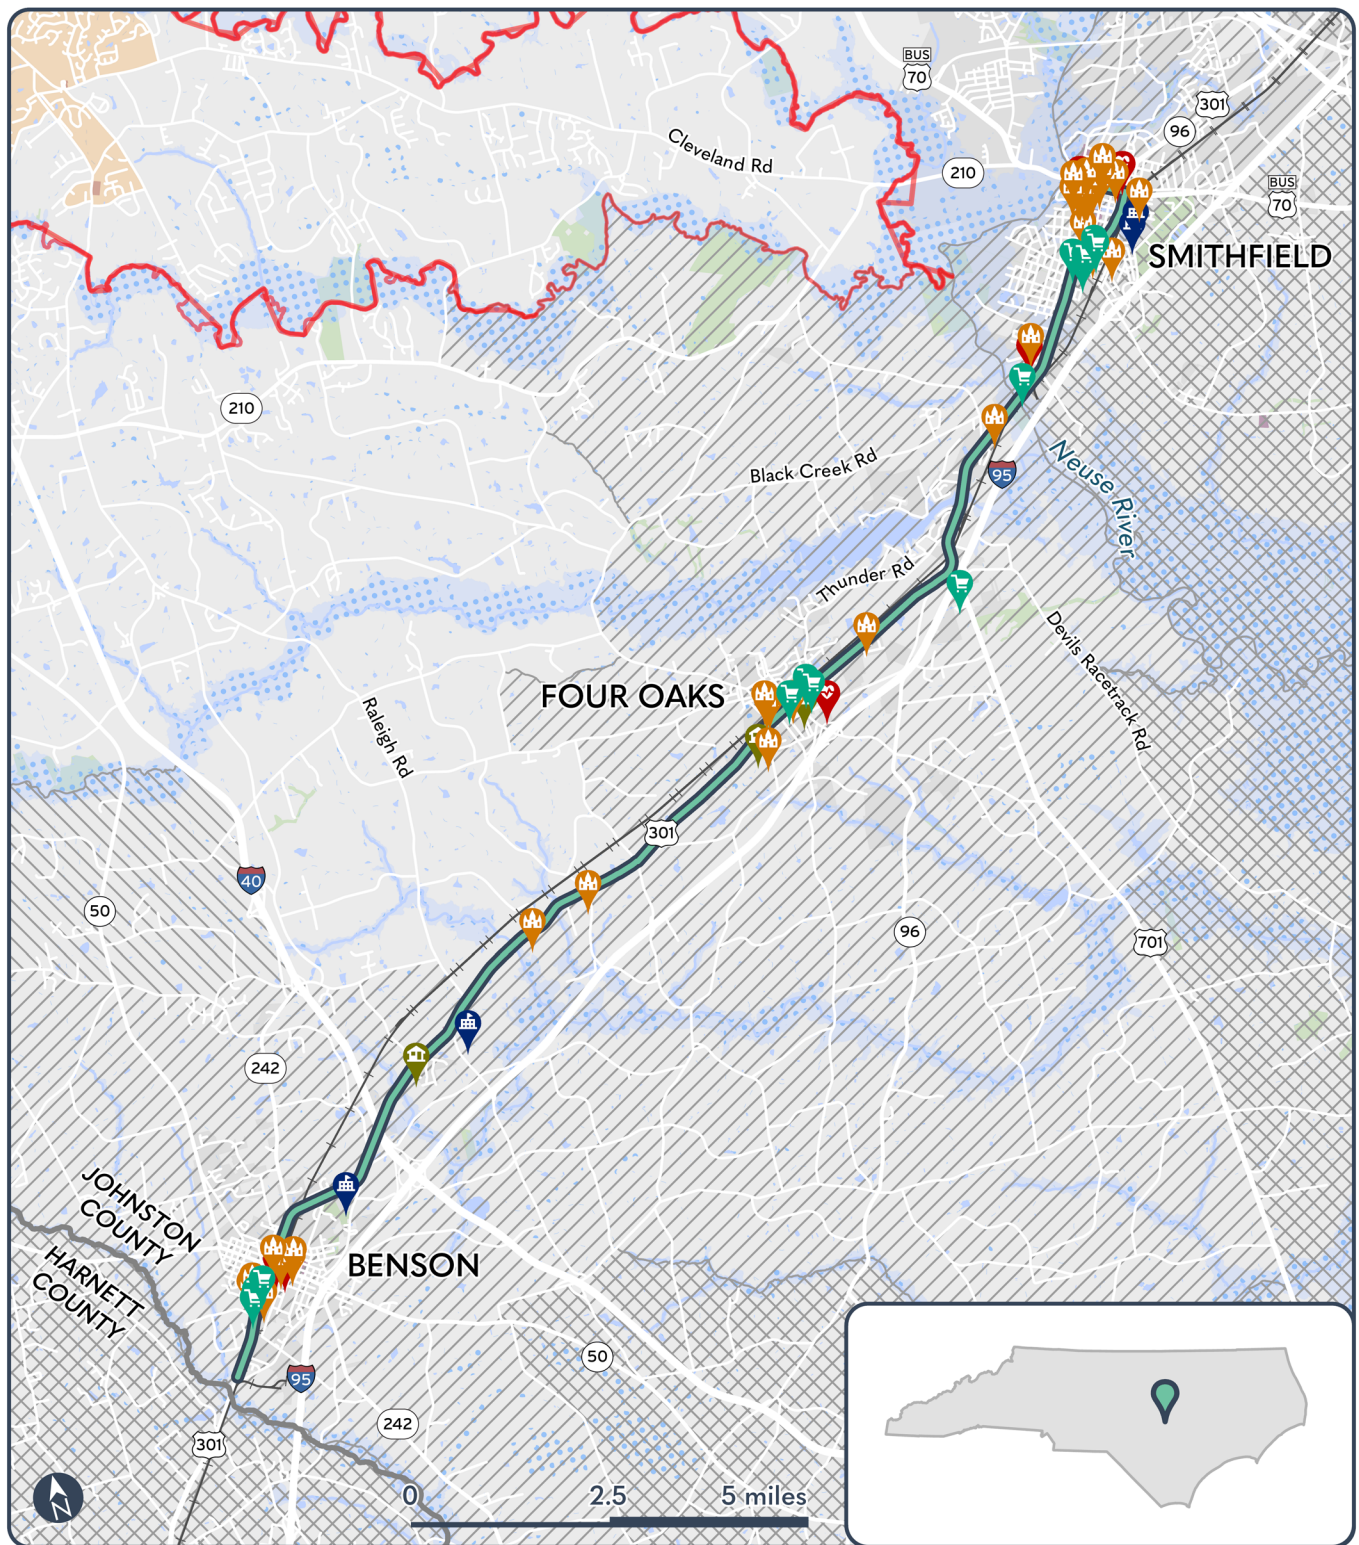 BUS
70
301
96
Cleveland Rd
210
BUS
70
SMITHFIELD
210
Black Creek Rd
95
Neuse River
Thunder Rd
Devils Racetrack Rd
FOUR OAKS
Raleigh Rd
301
40
50
96
701
242
JOHNSTON
COUNTY
HARNETT
COUNTY
BENSON
50
95
242
301
N
0
2.5
5 miles